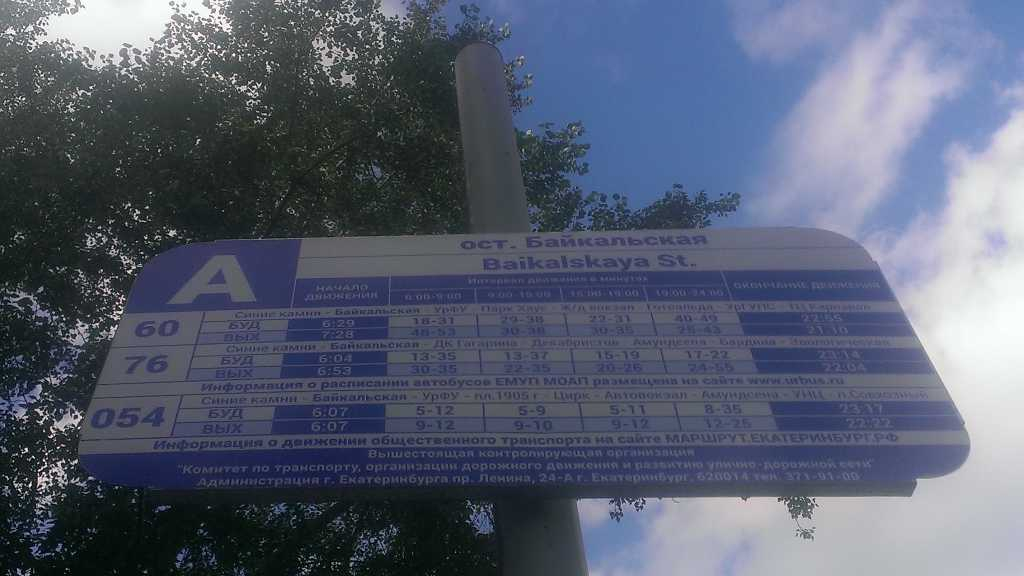 ост. Байкальская
Baikalskaya St.
А НАЧАЛО ДВИЖЕНИЯ Интервал движения в минутах ОКОНЧАНИЕ ДВИЖЕНИЯ
6:00-9:00 9:00-15:00 15:00-19:00 19:00-24:00
60 Синие камни - Байкальская - УрФУ - Парк Хаус - Ж/д вокзал - - УрГУПС -
БУД 6:29 18-31 29-38 23-31 40-49
ВЫХ 7:28 30-38 30-35 25-43 21:10
76 Синие камни - Байкальская - ДК Гагарина - Декабристов - Амундсена - Бардина - Экологическая
БУД 6:04 13-35 13-37 15-19 17-22 23:14
ВЫХ 6:53 30-35 22-35 20-26 24-55 22:04
Информация о расписании автобусов ЕМУП МОАП размещена на сайте www.urbus.ru
054 Синие камни - Байкальская - УрФУ - пл.1905 г - Цирк - Автовокзал - Амундсена - УНЦ - п.Совхозный
БУД 6:07 5-12 5-9 5-11 8-35 23:17
ВЫХ 6:07 9-12 9-10 9-12 12-25 22:22
Информация о движении общественного транспорта на сайте МАРШРУТ.ЕКАТЕРИНБУРГ.РФ
Вышестоящая контролирующая организация
"Комитет по транспорту, организации дорожного движения и развитию улично-дорожной сети"
Администрация г. Екатеринбурга пр. Ленина, 24-А г. Екатеринбург, 620014 тел. 371-91-00